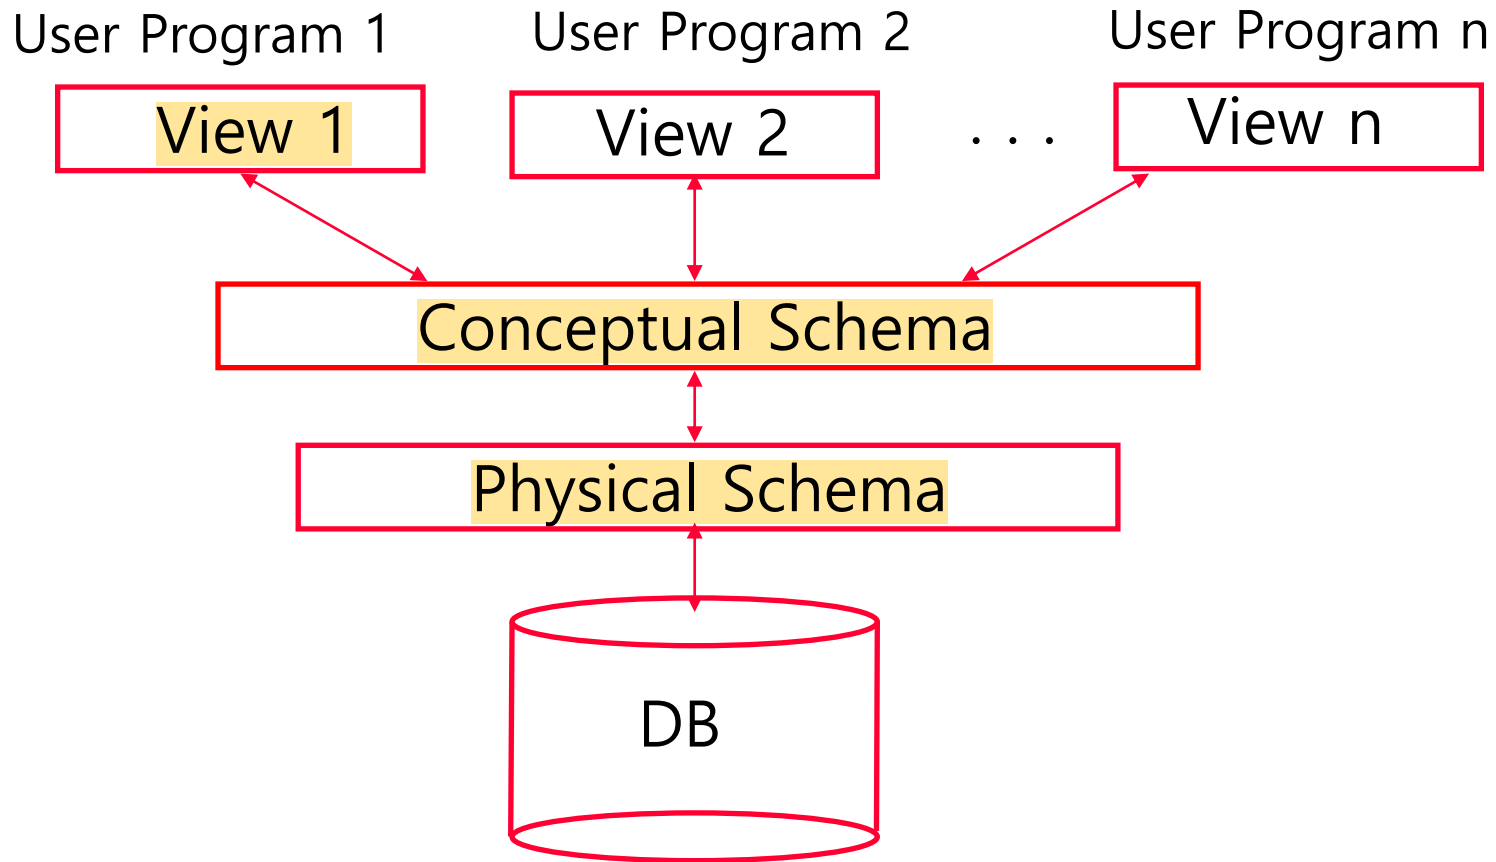 User Program 1
User Program 2
User Program n
View 1
View 2
. . .
View n
Conceptual Schema
Physical Schema
DB